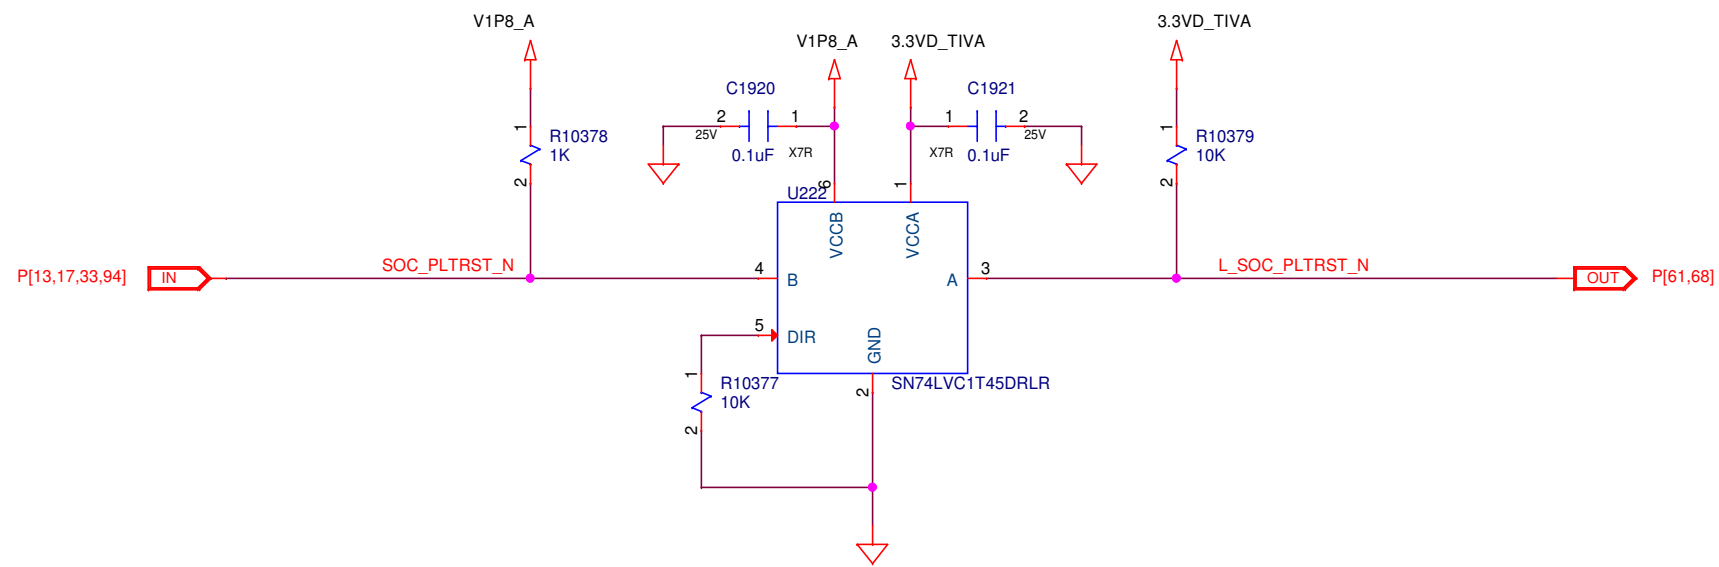 V1P8_A
3.3VD_TIVA
V1P8_A
3.3VD_TIVA
C1920
C1921
2
1
1
2
25V
25V
0.1uF
X7R
X7R
0.1uF
1
R10378
1K
2
1
R10379
10K
2
U222
6
1
VCCB
VCCA
P[13,17,33,94]
IN
SOC_PLTRST_N
4
B
A
3
L_SOC_PLTRST_N
OUT
P[61,68]
5
DIR
GND
1
R10377
10K
2
2
SN74LVC1T45DRLR